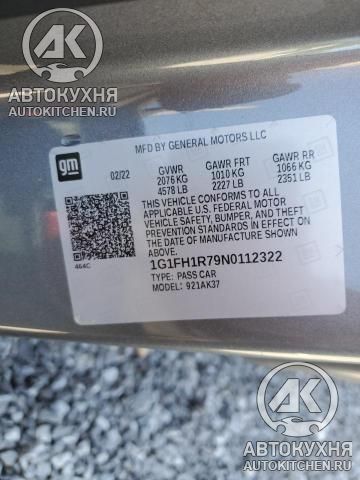 AK
АВТОКУХНЯ
AUTOKITCHEN.RU
MFD BY GENERAL MOTORS LLC
gm
02/22
GVWR GAWR FRT GAWR RR
2076 KG 1010 KG 1066 KG
4578 LB 2227 LB 2351 LB
THIS VEHICLE CONFORMS TO ALL
APPLICABLE U.S. FEDERAL MOTOR
VEHICLE SAFETY, BUMPER, AND THEFT
PREVENTION STANDARDS IN EFFECT ON
THE DATE OF MANUFACTURE SHOWN
ABOVE.
464C
1G1FH1R79N0112322
TYPE: PASS CAR
MODEL: 921AK37
AK
АВТОКУХНЯ
AUTOKITCHEN.RU